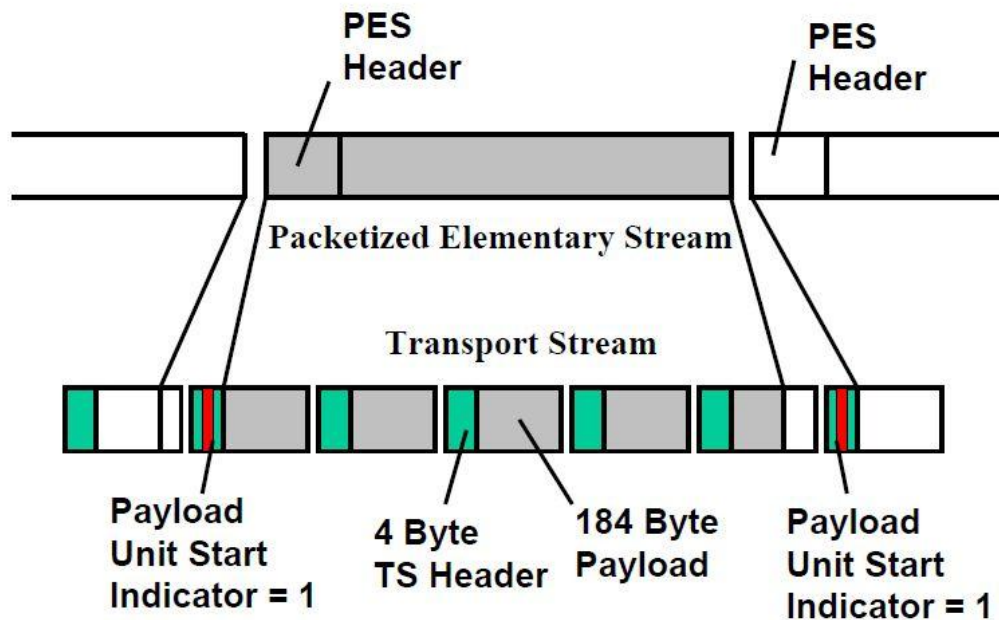 PES
Header
PES
Header
Packetized Elementary Stream
Transport Stream
Payload
Unit Start
Indicator = 1
4 Byte
TS Header
184 Byte
Payload
Payload
Unit Start
Indicator = 1